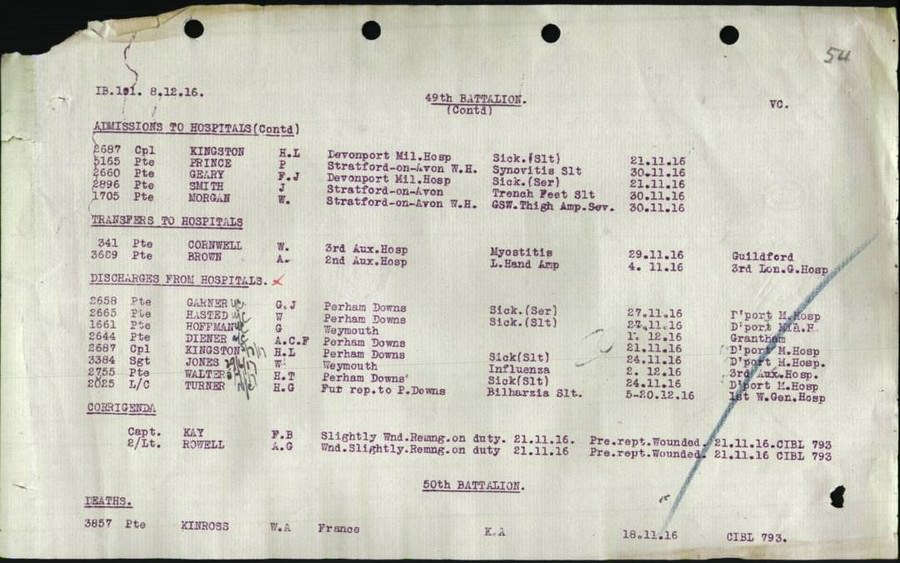 54
IB.101. 8.12.16. 49th BATTALION. VC.
(Contd)
ADMISSIONS TO HOSPITALS(Contd)
2687 Cpl KINGSTON H.L Devonport Mil.Hosp Sick.(Slt) 21.11.16
5165 Pte PRINCE P Stratford-on-Avon W.H. Synovitis Slt 30.11.16
2660 Pte GEARY F.J Devonport Mil.Hosp Sick.(Ser) 21.11.16
2896 Pte SMITH J Stratford-on-Avon Trench Feet Slt 30.11.16
1705 Pte MORGAN W. Stratford-on-Avon W.H. GSW.Thigh Amp.Sev. 30.11.16
TRANSFERS TO HOSPITALS
341 Pte CORNWELL W. 3rd Aux.Hosp Myostitis 29.11.16 Guildford
3689 Pte BROWN A. 2nd Aux.Hosp L.Hand Amp 4. 11.16 3rd Lon.G.Hosp
DISCHARGES FROM HOSPITALS.
2658 Pte GARNER G.J Perham Downs Sick.(Ser) 27.11.16 D'port M.Hosp
2665 Pte HASTED W Perham Downs Sick.(Slt) 27.11.16 D'port
1661 Pte HOFFMAN G Weymouth 1. 12.16 Grantham
2644 Pte DIENER A.C.F Perham Downs 21.11.16 D'port M.Hosp
2687 Cpl KINGSTON H.L Perham Downs Sick(Slt) 24.11.16 D'port M.Hosp.
3384 Sgt JONES W. Weymouth Influenza 2. 12.16 3rd Aux.Hosp.
2755 Pte WALTER H.T Perham Downs Sick(Slt) 24.11.16 D'port M.Hosp
2025 L/C TURNER H.G Fur rep.to P.Downs Bilharzia Slt. 5-20.12.16 1st W.Gen.Hosp
CORRIGENDA
Capt. KAY F.B Slightly Wnd.Remng.on duty. 21.11.16. Pre.rept.Wounded. 21.11.16.CIBL 793
2/Lt. ROWELL A.G Wnd.Slightly.Remng.on duty 21.11.16 Pre.rept.Wounded. 21.11.16 CIBL 793
50th BATTALION.
DEATHS.
3857 Pte KINROSS W.A France K.A 18.11.16 CIBL 793.